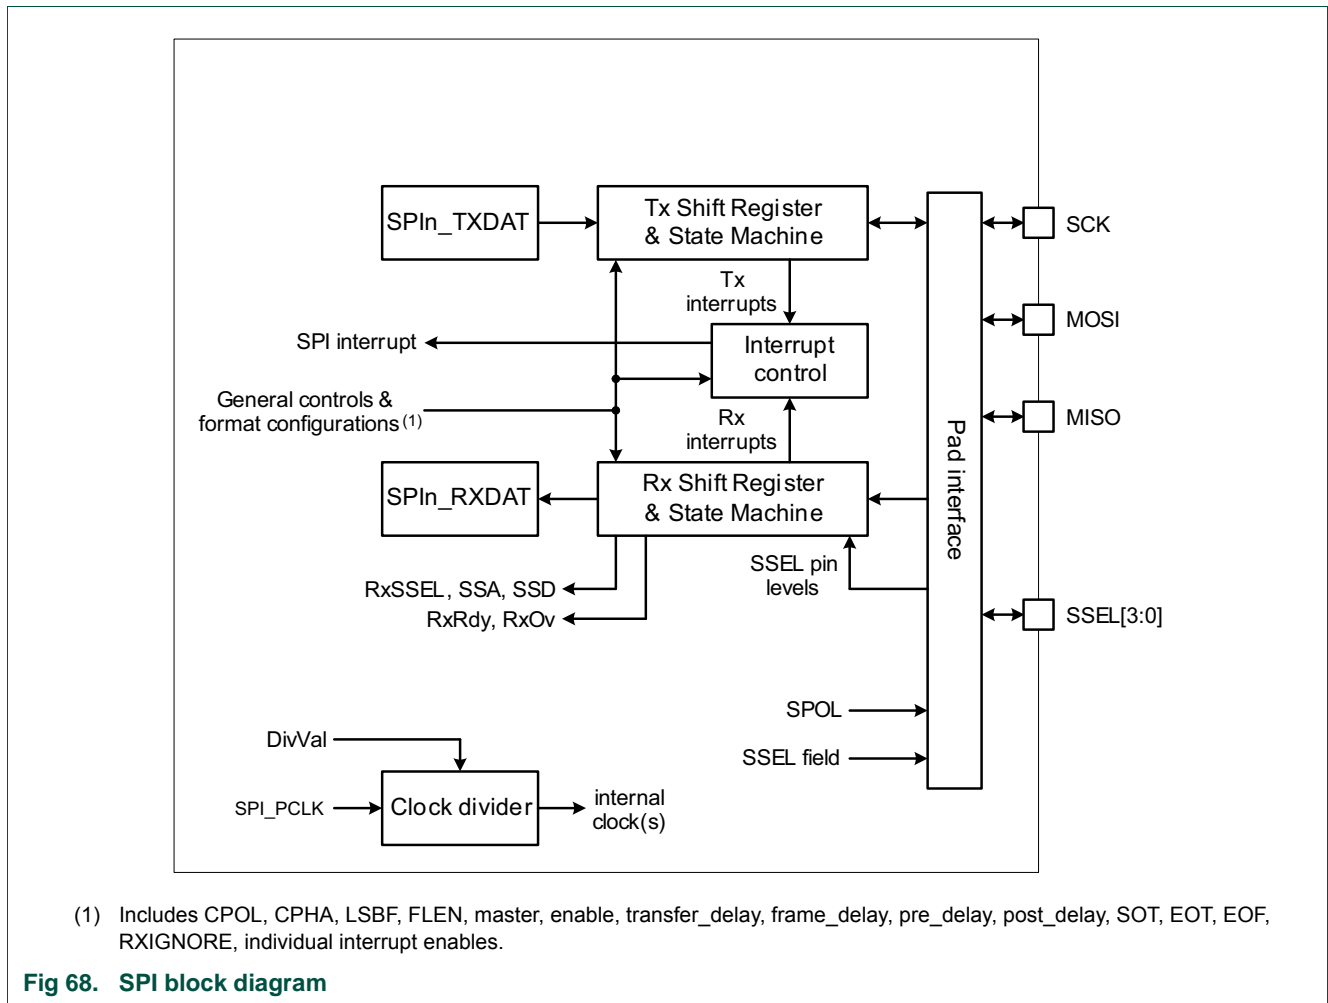 SPIn_TXDAT
Tx Shift Register
& State Machine
SCK
Tx
interrupts
MOSI
SPI interrupt
Interrupt
control
General controls &
format configurations (1)
Rx
interrupts
MISO
Pad interface
SPIn_RXDAT
Rx Shift Register
& State Machine
SSEL pin
levels
RxSSEL, SSA, SSD
RxRdy, RxOv
SSEL[3:0]
SPOL
SSEL field
DivVal
SPI_PCLK
Clock divider
internal
clock(s)
(1) Includes CPOL, CPHA, LSBF, FLEN, master, enable, transfer_delay, frame_delay, pre_delay, post_delay, SOT, EOT, EOF,
RXIGNORE, individual interrupt enables.
Fig 68. SPI block diagram